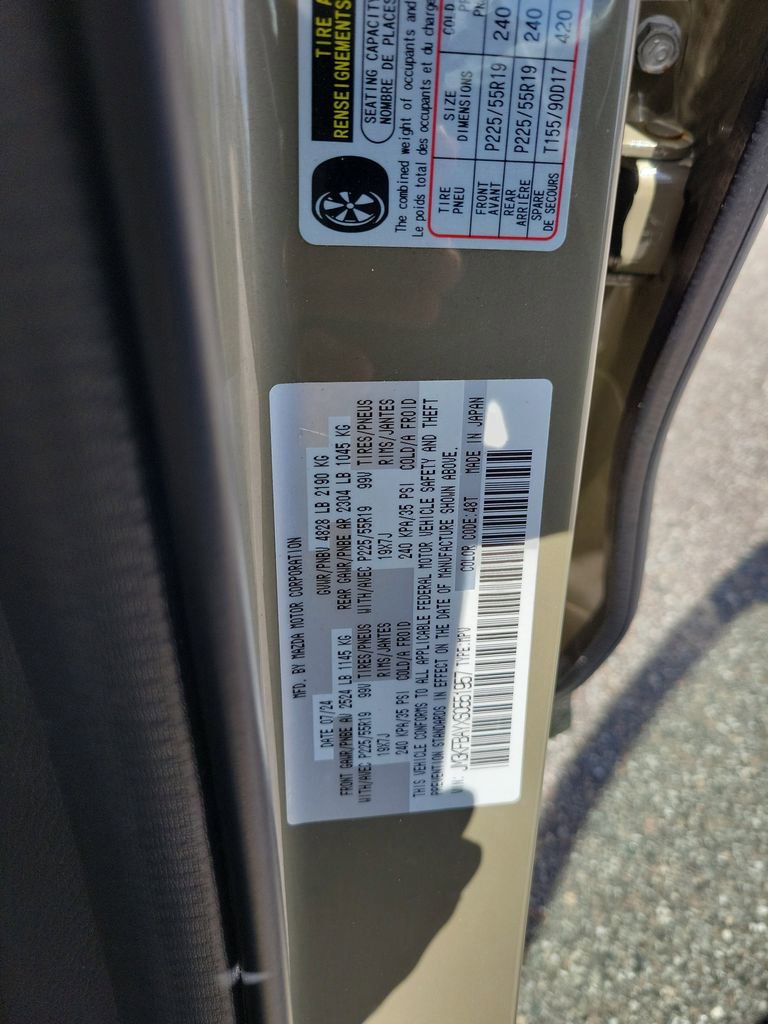 TIRE A
RENSEIGNEMENTS
SEATING CAPACITY
NOMBRE DE PLACES
The combined weight of occupants and
Le poids total des occupants et du charge
TIRE SIZE COLD
PNEU DIMENSIONS
FRONT P225/55R19 240
AVANT
REAR P225/55R19 240
ARRIÈRE
SPARE T155/90D17 420
DE SECOURS
MFD. BY MAZDA MOTOR CORPORATION
DATE 07/24 GVWR/PNBV 4828 LB 2190 KG
FRONT GAWR/PNBE AV 2524 LB 1145 KG REAR GAWR/PNBE AR 2304 LB 1045 KG
WITH/AVEC P225/55R19 99V TIRES/PNEUS WITH/AVEC P225/55R19 99V TIRES/PNEUS
19X7J RIMS/JANTES 19X7J RIMS/JANTES
240 KPA/35 PSI COLD/A FROID 240 KPA/35 PSI COLD/A FROID
THIS VEHICLE CONFORMS TO ALL APPLICABLE FEDERAL MOTOR VEHICLE SAFETY AND THEFT
PREVENTION STANDARDS IN EFFECT ON THE DATE OF MANUFACTURE SHOWN ABOVE.
TYPE:MPV COLOR CODE:48T MADE IN JAPAN